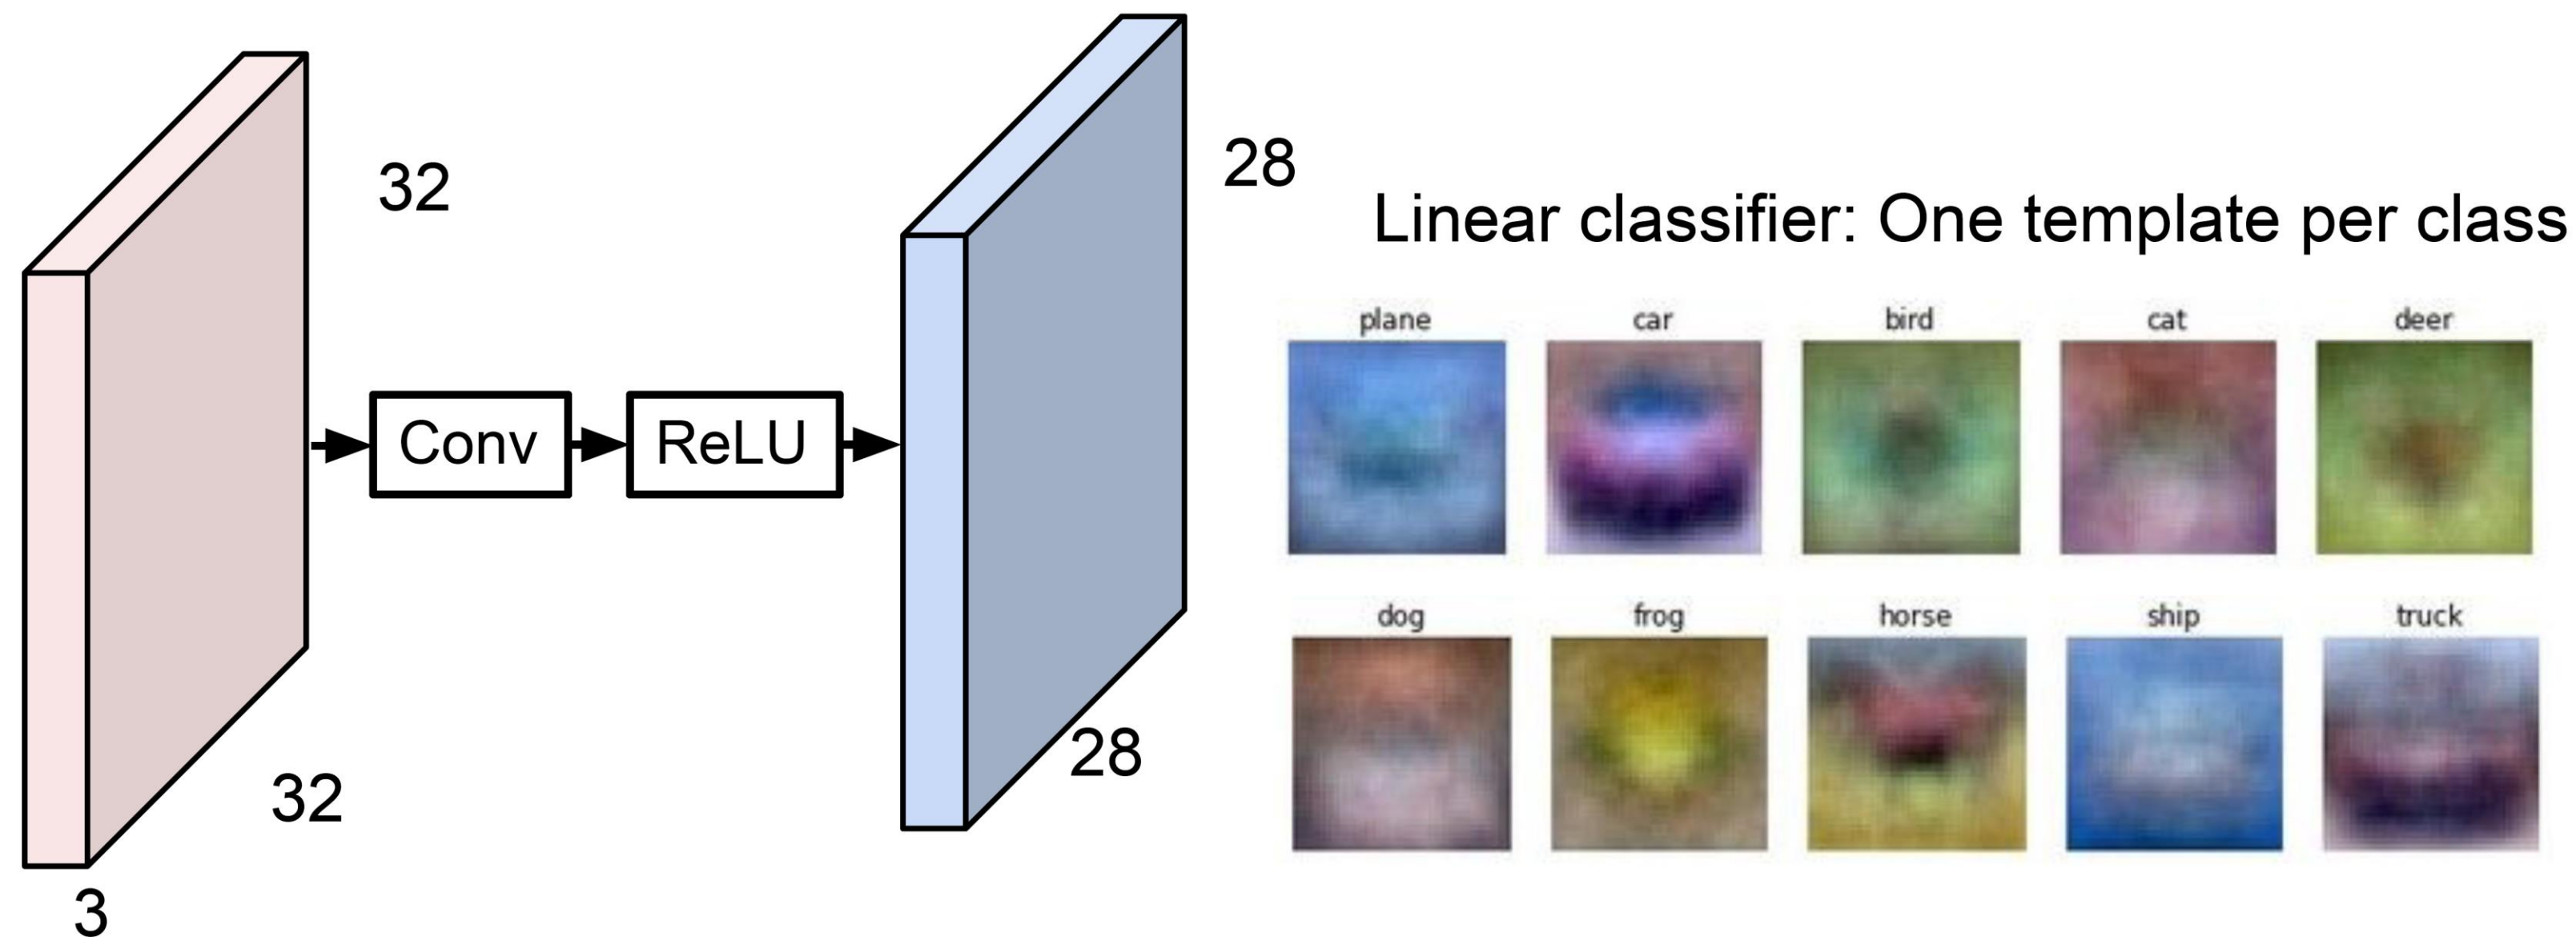 32
32
3
Conv
ReLU
28
28
Linear classifier: One template per class
plane car bird cat deer
dog frog horse ship truck